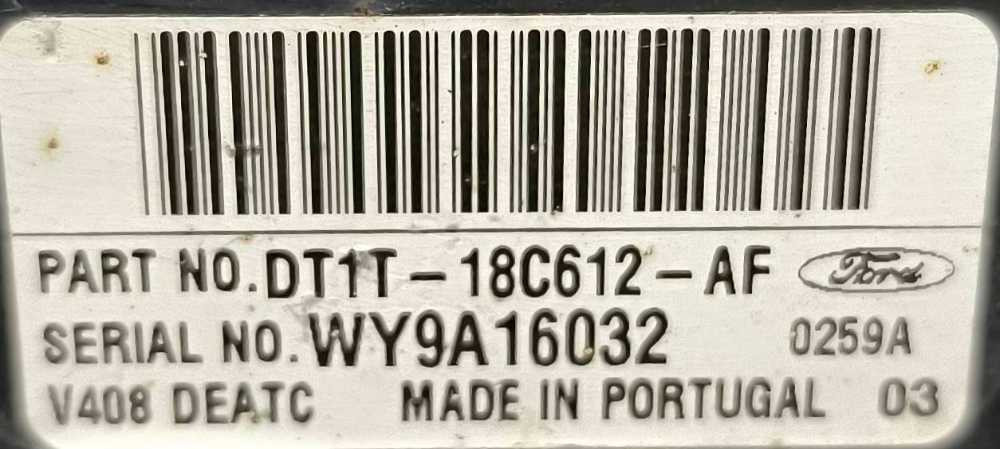 PART NO. DT1T-18C612-AF Ford
SERIAL NO. WY9A16032 0259A
V408 DEATC MADE IN PORTUGAL 03